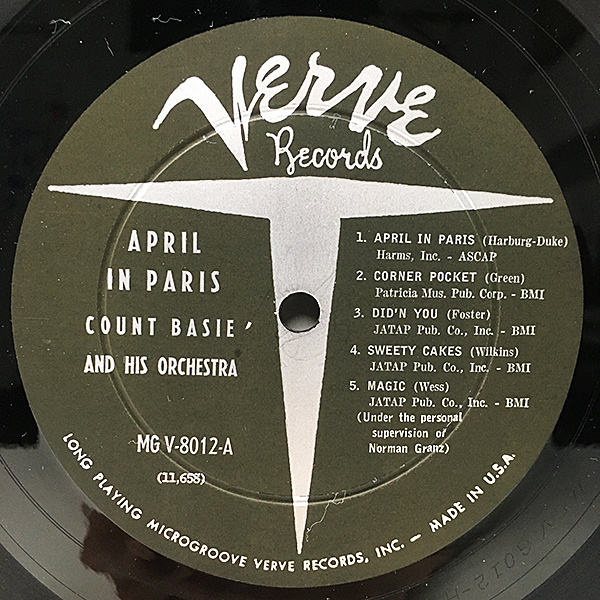 Verve
Records
APRIL
IN PARIS
COUNT BASIE'
AND HIS ORCHESTRA
MG V-8012-A
(11,658)
1. APRIL IN PARIS (Harburg-Duke)
Harms, Inc. - ASCAP
2. CORNER POCKET (Green)
Patricia Mus. Pub. Corp. - BMI
3. DID'N YOU (Foster)
JATAP Pub. Co., Inc. - BMI
4. SWEETY CAKES (Wilkins)
JATAP Pub. Co., Inc. - BMI
5. MAGIC (Wess)
JATAP Pub. Co., Inc. - BMI
(Under the personal
supervision of
Norman Granz)
LONG PLAYING MICROGROOVE VERVE RECORDS, INC. — MADE IN U.S.A.